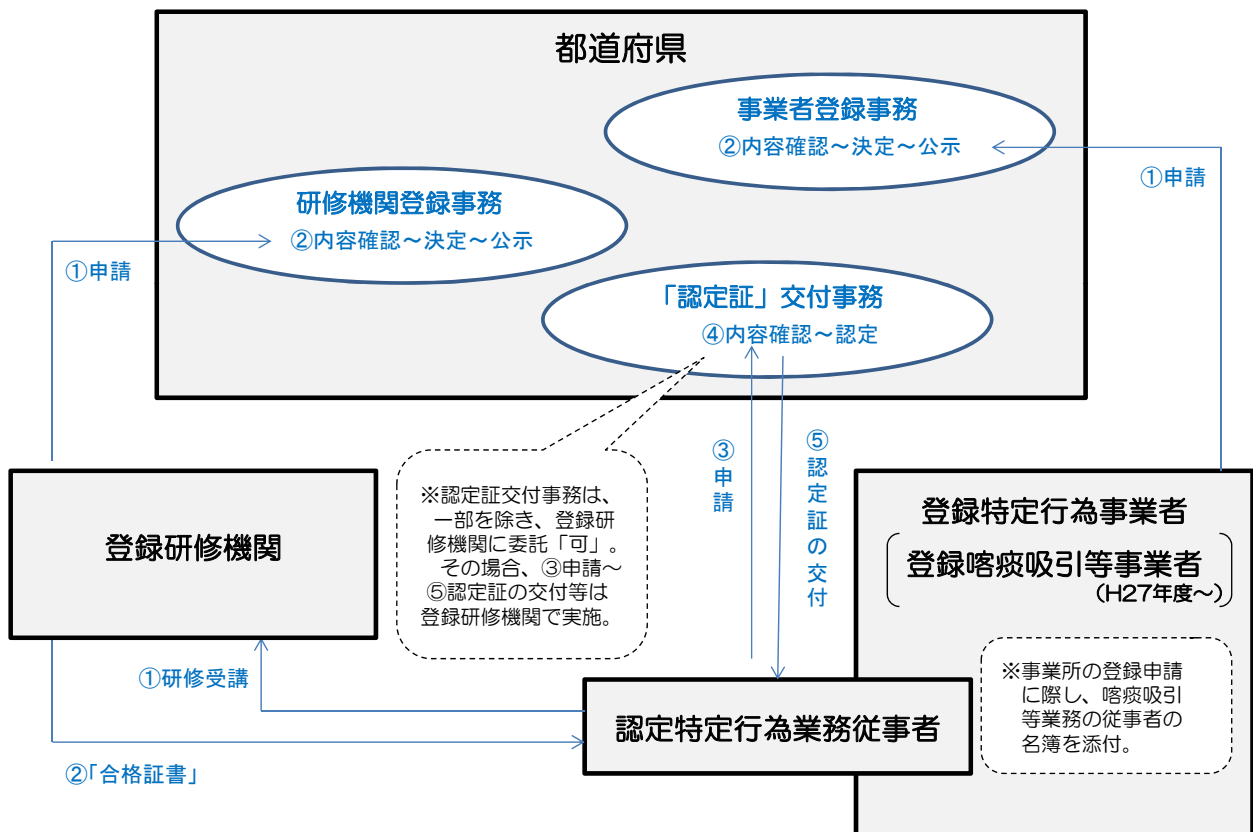 都道府県
事業者登録事務
②内容確認～決定～公示
①申請
研修機関登録事務
②内容確認～決定～公示
①申請
「認定証」交付事務
④内容確認～認定
③申請
⑤認定証の交付
※認定証交付事務は、
一部を除き、登録研
修機関に委託「可」。
その場合、③申請～
⑤認定証の交付等は
登録研修機関で実施。
登録研修機関
登録特定行為事業者
登録喀痰吸引等事業者
（H27年度～）
①研修受講
※事業所の登録申請
に際し、喀痰吸引
等業務の従事者の
名簿を添付。
認定特定行為業務従事者
②「合格証書」